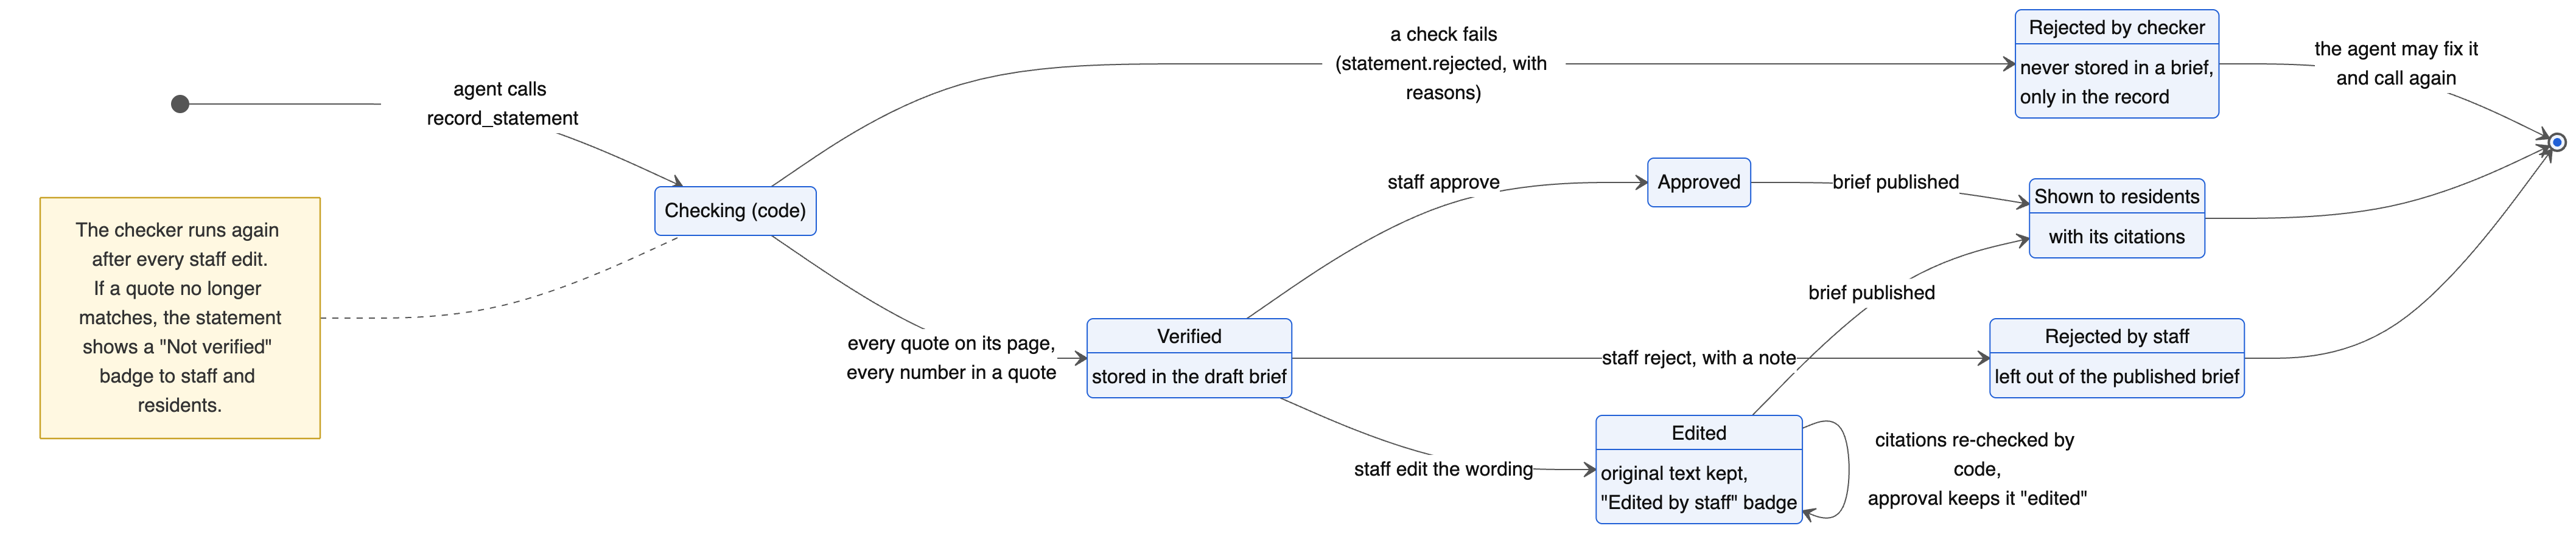 agent calls
record_statement
The checker runs again
after every staff edit.
If a quote no longer
matches, the statement
shows a "Not verified"
badge to staff and
residents.
Checking (code)
a check fails
(statement.rejected, with
reasons)
every quote on its page,
every number in a quote
Rejected by checker
never stored in a brief,
only in the record
the agent may fix it
and call again
Verified
stored in the draft brief
staff approve
Approved
brief published
Shown to residents
with its citations
staff reject, with a note
Rejected by staff
left out of the published brief
staff edit the wording
Edited
original text kept,
"Edited by staff" badge
brief published
citations re-checked by
code,
approval keeps it "edited"